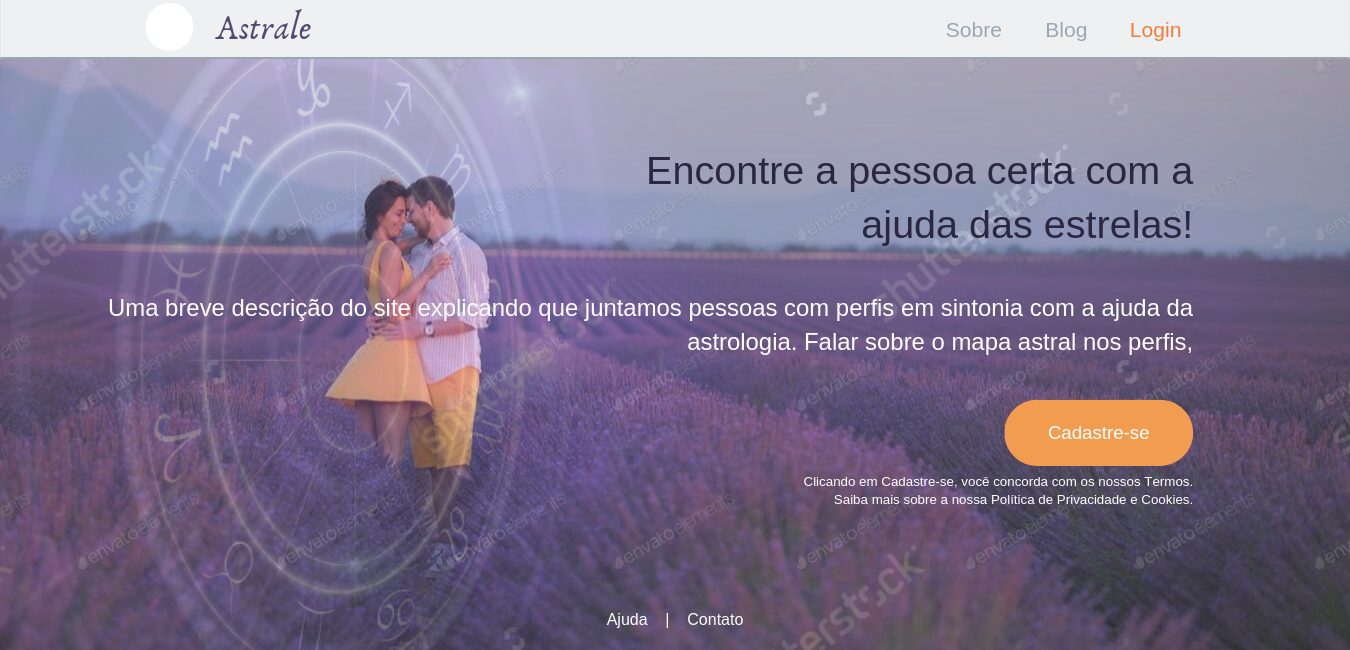 Astrale
Sobre
Blog
Login
Encontre a pessoa certa com a
ajuda das estrelas!
Uma breve descrição do site explicando que juntamos pessoas com perfis em sintonia com a ajuda da
astrologia. Falar sobre o mapa astral nos perfis,
Cadastre-se
Clicando em Cadastre-se, você concorda com os nossos Termos.
Saiba mais sobre a nossa Política de Privacidade e Cookies.
Ajuda | Contato
shutterstock
envatoelements